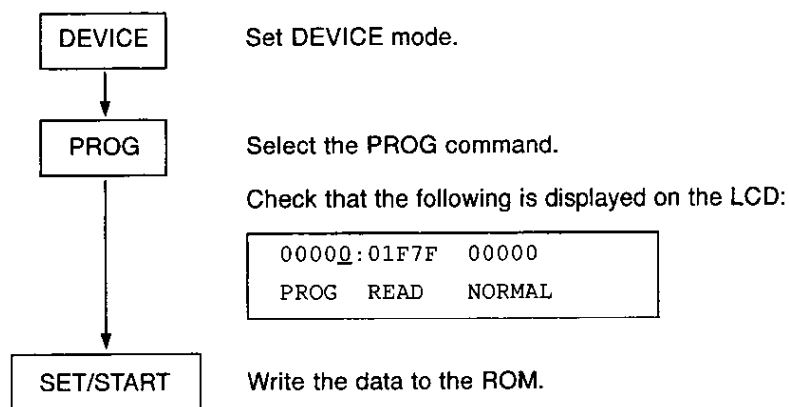 DEVICE Set DEVICE mode.
PROG Select the PROG command.
Check that the following is displayed on the LCD:
00000:01F7F 00000
PROG READ NORMAL
SET/START Write the data to the ROM.